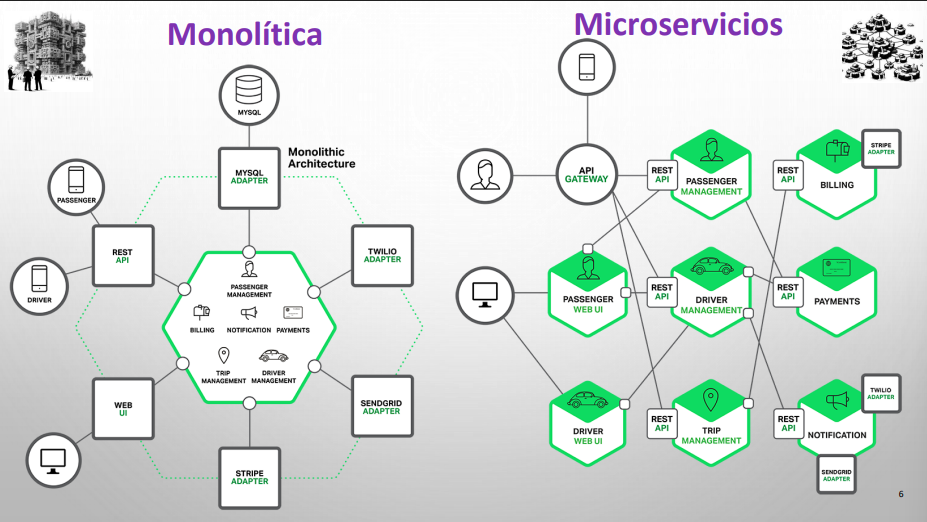 Monolítica
Microservicios
MYSQL
Monolithic
Architecture
MYSQL
ADAPTER
PASSENGER
REST
API
TWILIO
ADAPTER
DRIVER
PASSENGER
MANAGEMENT
BILLING
NOTIFICATION
PAYMENTS
TRIP
MANAGEMENT
DRIVER
MANAGEMENT
WEB
UI
SENDGRID
ADAPTER
STRIPE
ADAPTER
API
GATEWAY
REST
API
PASSENGER
MANAGEMENT
REST
API
BILLING
STRIPE
ADAPTER
PASSENGER
WEB UI
REST
API
DRIVER
MANAGEMENT
REST
API
PAYMENTS
DRIVER
WEB UI
REST
API
TRIP
MANAGEMENT
REST
API
NOTIFICATION
TWILIO
ADAPTER
SENDGRID
ADAPTER
6